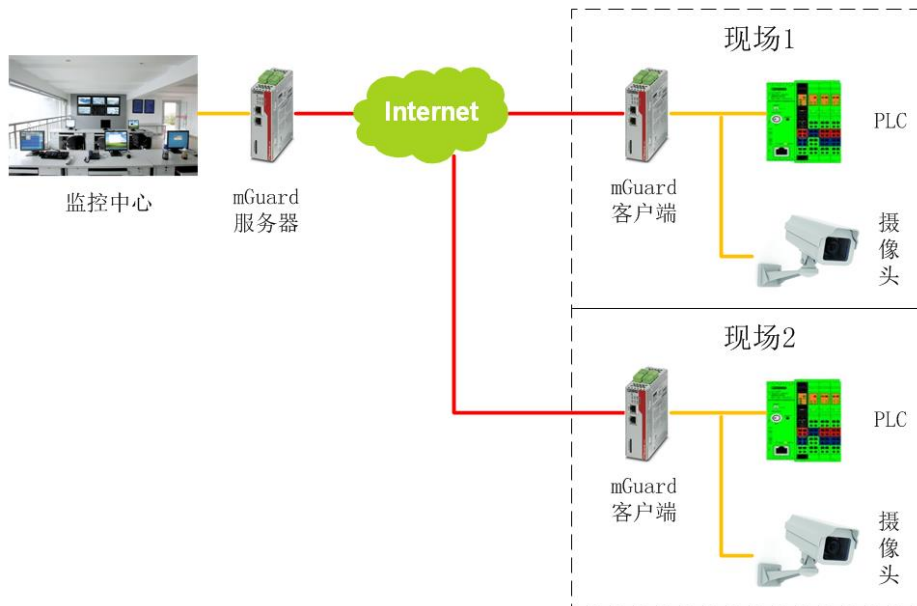 现场1
Internet
PLC
监控中心
mGuard
服务器
mGuard
客户端
摄
像
头
现场2
PLC
mGuard
客户端
摄
像
头